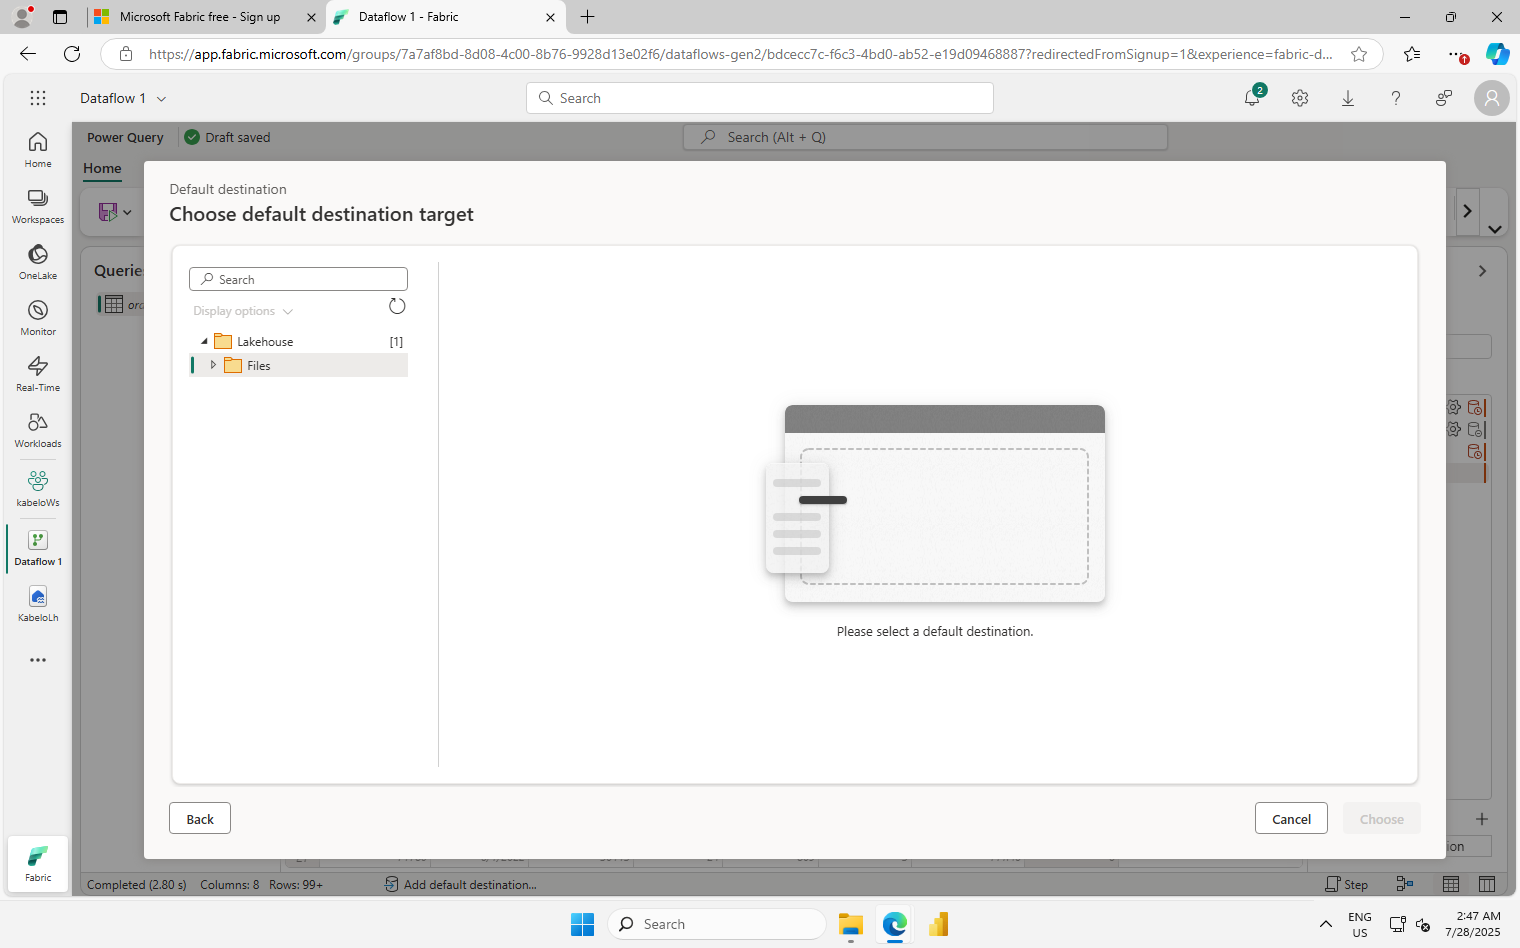 Microsoft Fabric free - Sign up
Dataflow 1 - Fabric
https://app.fabric.microsoft.com/groups/7a7af8bd-8d08-4c00-8b76-9928d13e02f6/dataflows-gen2/bdcecc7c-f6c3-4bd0-ab52-e19d09468887?redirectedFromSignup=1&experience=fabric-d...
Dataflow 1
Search
2
Power Query
Draft saved
Search (Alt + Q)
Home
Home
Workspaces
OneLake
Monitor
Real-Time
Workloads
kabeloWs
Dataflow 1
KabeloLh
Fabric
Default destination
Choose default destination target
Search
Display options
Lakehouse [1]
Files
Please select a default destination.
Back
Cancel
Choose
Completed (2.80 s) Columns: 8 Rows: 99+
Add default destination...
Step
Search
ENG
US
2:47 AM
7/28/2025